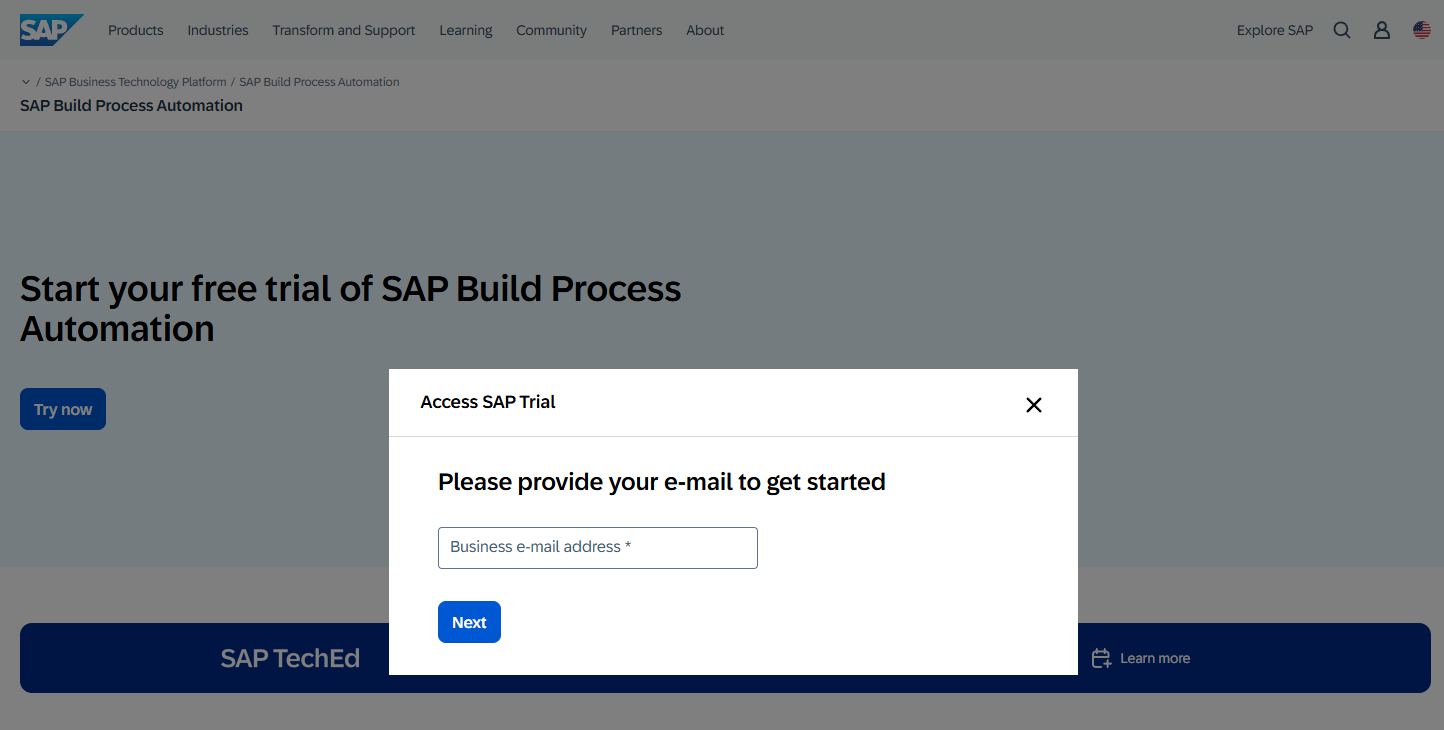 SAP
Products
Industries
Transform and Support
Learning
Community
Partners
About
Explore SAP
/ SAP Business Technology Platform / SAP Build Process Automation
SAP Build Process Automation
Start your free trial of SAP Build Process
Automation
Try now
Access SAP Trial
Please provide your e-mail to get started
Business e-mail address *
Next
SAP TechEd
Learn more